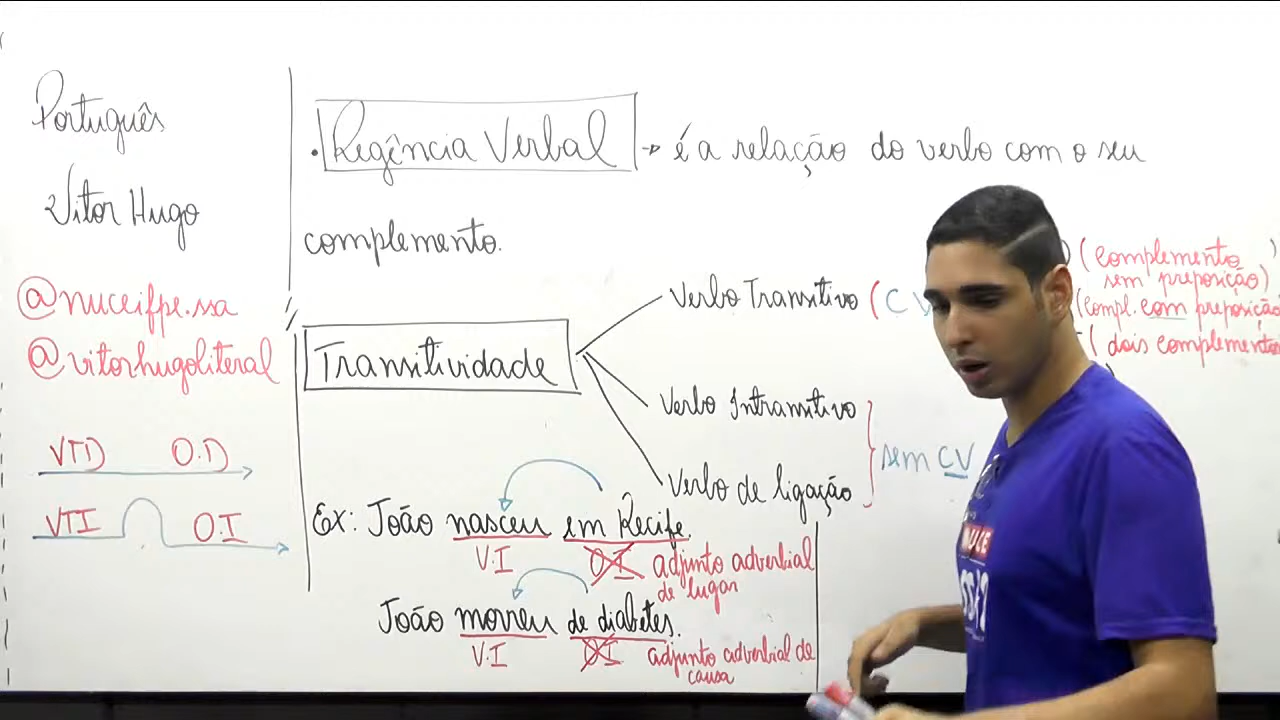 Português
Vitor Hugo
@nuceifpe.ssa
@vitorhugoliteral
VTD O.D
VTI O.I
. Regência Verbal → é a relação do verbo com o seu
complemento.
Transitividade
Verbo Transitivo ( C V
( complemento
sem preposição)
(compl. com preposição
( dois complementos
Verbo Intransitivo
Verbo de ligação
sem CV
Ex: João nasceu em Recife.
V.I O.I adjunto adverbial
de lugar
João morreu de diabetes.
V.I O.I adjunto adverbial de
causa